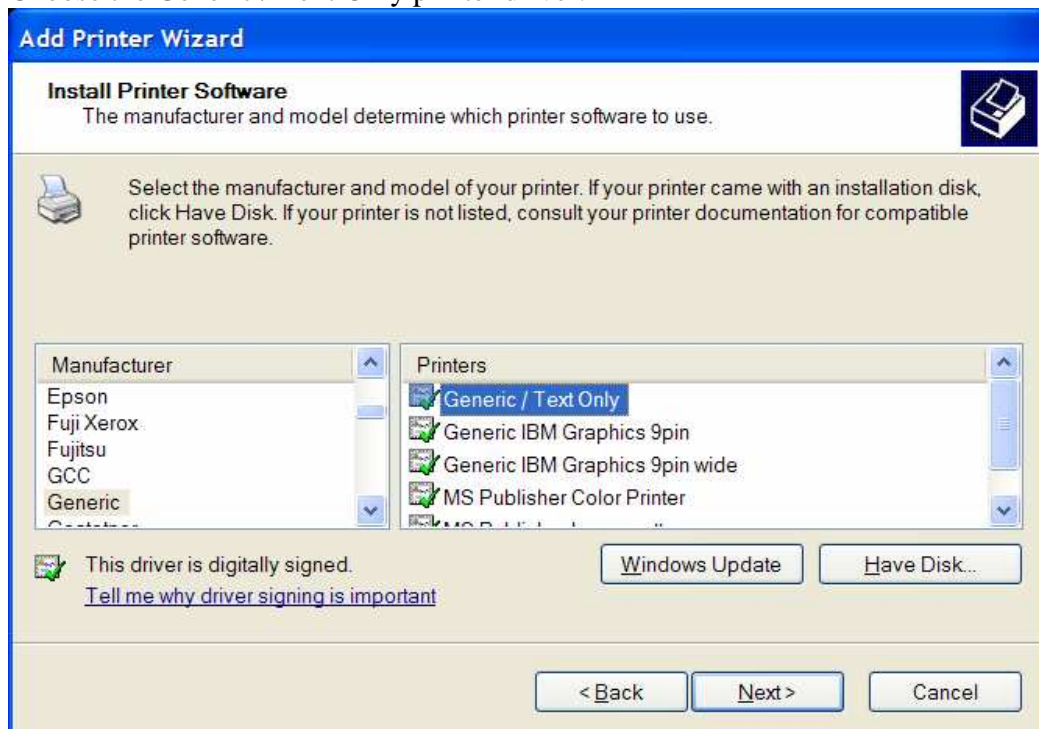 Add Printer Wizard
Install Printer Software
The manufacturer and model determine which printer software to use.
Select the manufacturer and model of your printer. If your printer came with an installation disk,
click Have Disk. If your printer is not listed, consult your printer documentation for compatible
printer software.
Manufacturer
Epson
Fuji Xerox
Fujitsu
GCC
Generic
Printers
Generic / Text Only
Generic IBM Graphics 9pin
Generic IBM Graphics 9pin wide
MS Publisher Color Printer
This driver is digitally signed.
Tell me why driver signing is important
Windows Update
Have Disk...
< Back
Next >
Cancel